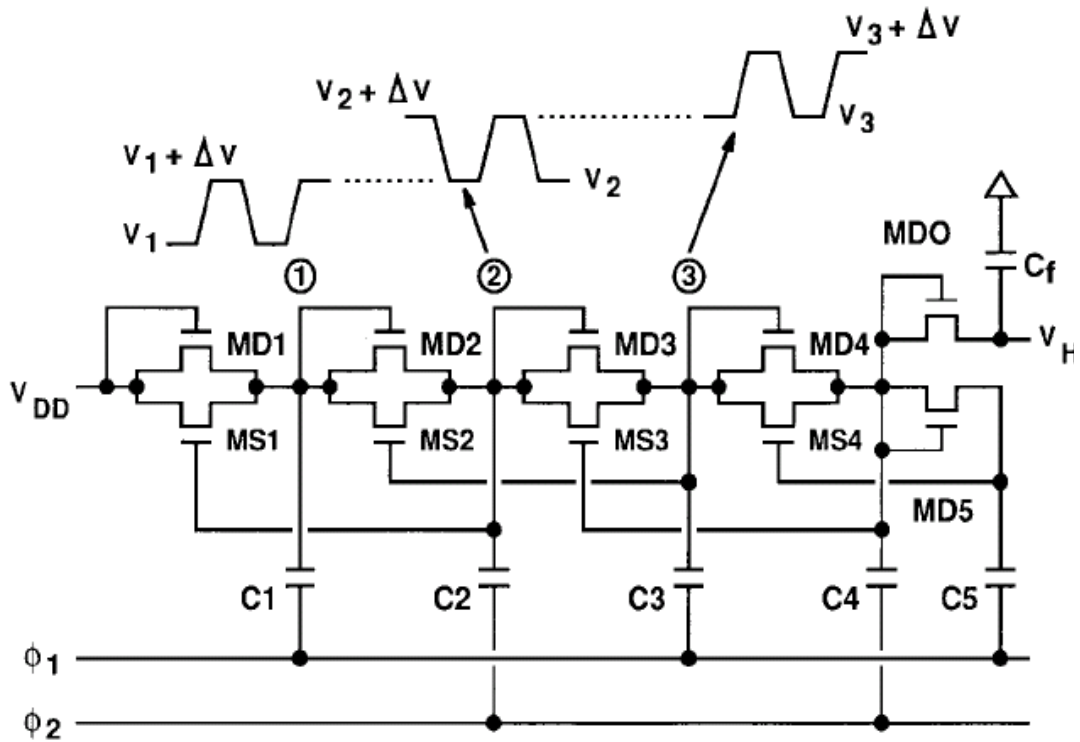 V3 + ΔV
V2 + ΔV
V3
V1 + ΔV
V2
V1
MDO
① ② ③
Cf
MD1 MD2 MD3 MD4
VH
VDD
MS1 MS2 MS3 MS4
MD5
C1 C2 C3 C4 C5
ϕ1
ϕ2